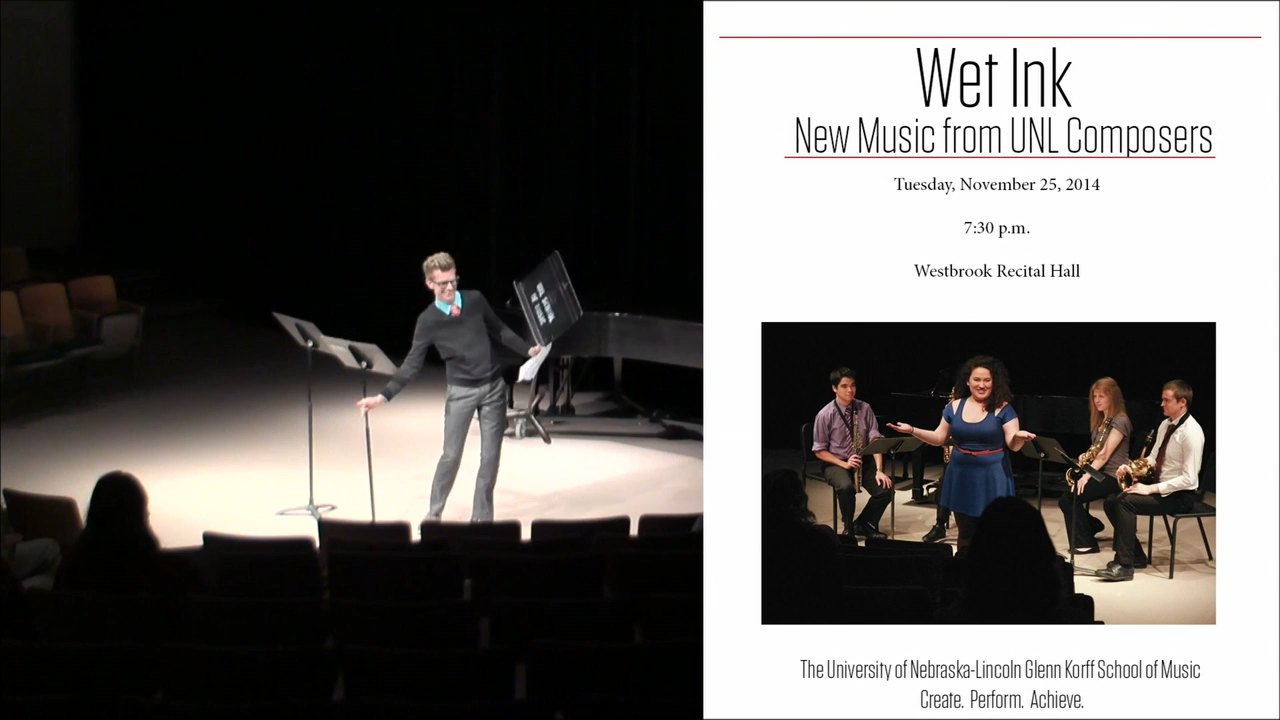 Wet Ink
New Music from UNL Composers
Tuesday, November 25, 2014
7:30 p.m.
Westbrook Recital Hall
The University of Nebraska-Lincoln Glenn Korff School of Music
Create. Perform. Achieve.